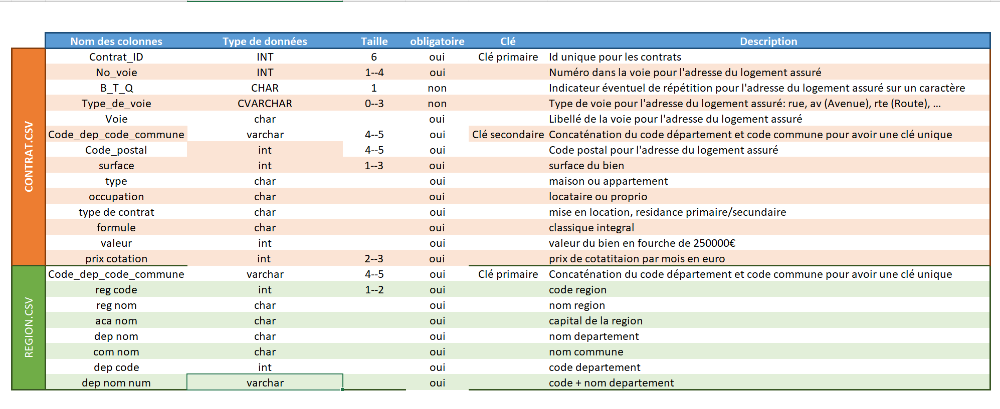 Nom des colonnes Type de données Taille obligatoire Clé Description
CONTRAT.CSV
Contrat_ID INT 6 oui Clé primaire Id unique pour les contrats
No_voie INT 1--4 oui Numéro dans la voie pour l'adresse du logement assuré
B_T_Q CHAR 1 non Indicateur éventuel de répétition pour l'adresse du logement assuré sur un caractère
Type_de_voie CVARCHAR 0--3 non Type de voie pour l'adresse du logement assuré: rue, av (Avenue), rte (Route), ...
Voie char oui Libellé de la voie pour l'adresse du logement assuré
Code_dep_code_commune varchar 4--5 oui Clé secondaire Concaténation du code département et code commune pour avoir une clé unique
Code_postal int 4--5 oui Code postal pour l'adresse du logement assuré
surface int 1--3 oui surface du bien
type char oui maison ou appartement
occupation char oui locataire ou proprio
type de contrat char oui mise en location, residance primaire/secundaire
formule char oui classique integral
valeur int oui valeur du bien en fourche de 250000€
prix cotation int 2--3 oui prix de cotatitaion par mois en euro
REGION.CSV
Code_dep_code_commune varchar 4--5 oui Clé primaire Concaténation du code département et code commune pour avoir une clé unique
reg code int 1--2 oui code region
reg nom char oui nom region
aca nom char oui capital de la region
dep nom char oui nom departement
com nom char oui nom commune
dep code int oui code departement
dep nom num varchar oui code + nom departement